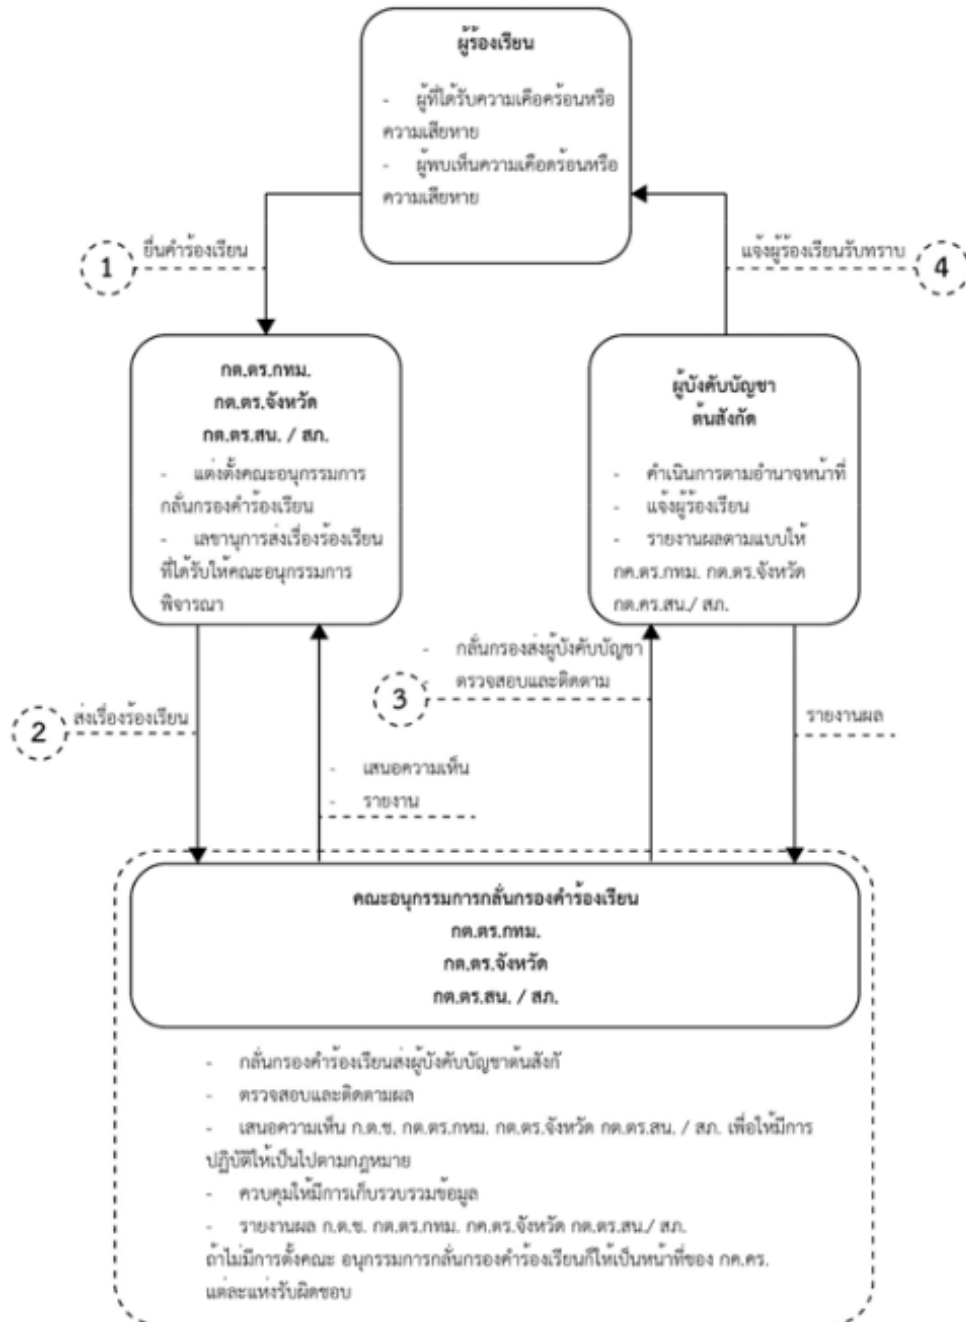 ผู้ร้องเรียน
- ผู้ที่ได้รับความเดือดร้อนหรือ
ความเสียหาย
- ผู้พบเห็นความเดือดร้อนหรือ
ความเสียหาย
1
ยื่นคำร้องเรียน
แจ้งผู้ร้องเรียนรับทราบ
4
กต.ตร.กทม.
กต.ตร.จังหวัด
กต.ตร.สน. / สภ.
- แต่งตั้งคณะอนุกรรมการ
กลั่นกรองคำร้องเรียน
- เลขานุการส่งเรื่องร้องเรียน
ที่ได้รับให้คณะอนุกรรมการ
พิจารณา
ผู้บังคับบัญชา
ต้นสังกัด
- ดำเนินการตามอำนาจหน้าที่
- แจ้งผู้ร้องเรียน
- รายงานผลตามแบบให้
กต.ตร.กทม. กต.ตร.จังหวัด
กต.ตร.สน./ สภ.
2
ส่งเรื่องร้องเรียน
- เสนอความเห็น
- รายงาน
3
- กลั่นกรองส่งผู้บังคับบัญชา
- ตรวจสอบและติดตาม
รายงานผล
คณะอนุกรรมการกลั่นกรองคำร้องเรียน
กต.ตร.กทม.
กต.ตร.จังหวัด
กต.ตร.สน. / สภ.
- กลั่นกรองคำร้องเรียนส่งผู้บังคับบัญชาต้นสังกั
- ตรวจสอบและติดตามผล
- เสนอความเห็น ก.ต.ช. กต.ตร.กทม. กต.ตร.จังหวัด กต.ตร.สน. / สภ. เพื่อให้มีการ
ปฏิบัติให้เป็นไปตามกฎหมาย
- ควบคุมให้มีการเก็บรวบรวมข้อมูล
- รายงานผล ก.ต.ช. กต.ตร.กทม. กต.ตร.จังหวัด กต.ตร.สน./ สภ.
ถ้าไม่มีการตั้งคณะ อนุกรรมการกลั่นกรองคำร้องเรียนก็ให้เป็นหน้าที่ของ กต.ตร.
แต่ละแห่งรับผิดชอบ